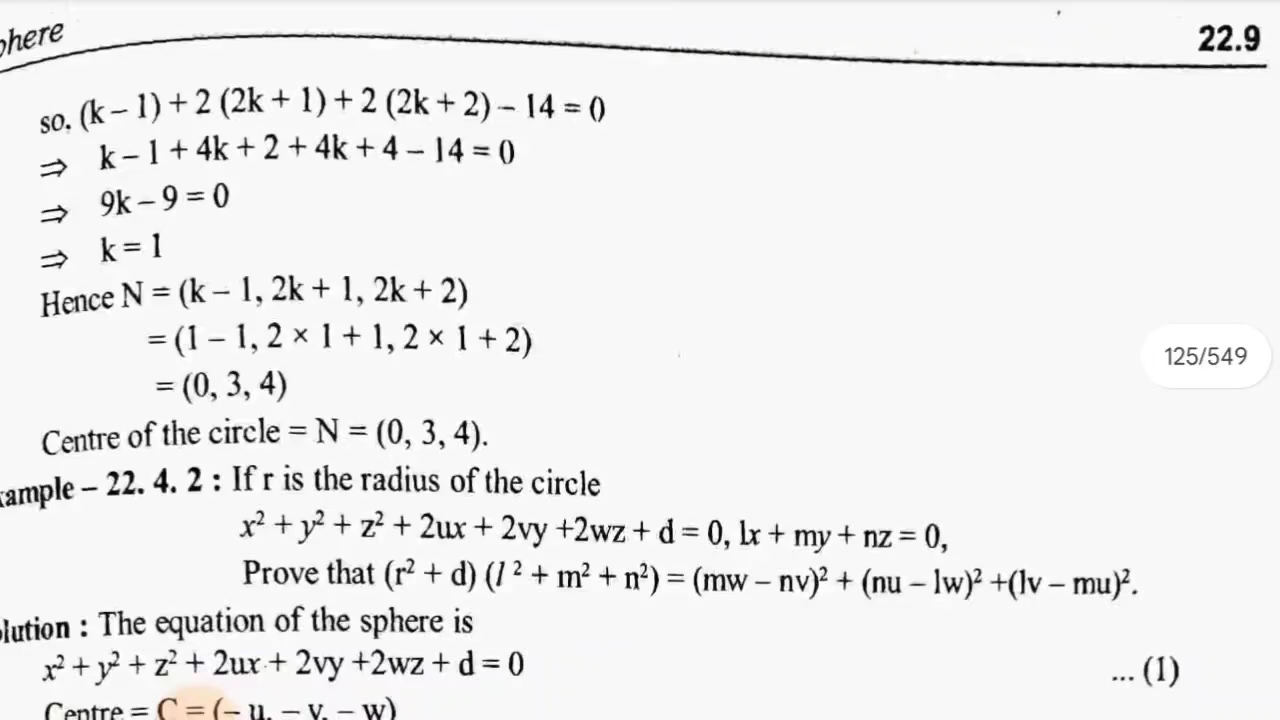 phere
22.9
so, (k – 1) + 2 (2k + 1) + 2 (2k + 2) – 14 = 0
⇒ k – 1 + 4k + 2 + 4k + 4 – 14 = 0
⇒ 9k – 9 = 0
⇒ k = 1
Hence N = (k – 1, 2k + 1, 2k + 2)
= (1 – 1, 2 × 1 + 1, 2 × 1 + 2)
= (0, 3, 4)
125/549
Centre of the circle = N = (0, 3, 4).
xample – 22. 4. 2 : If r is the radius of the circle
x² + y² + z² + 2ux + 2vy +2wz + d = 0, lx + my + nz = 0,
Prove that (r² + d) (l ² + m² + n²) = (mw – nv)² + (nu – lw)² +(lv – mu)².
olution : The equation of the sphere is
x² + y² + z² + 2ux + 2vy +2wz + d = 0 ... (1)
Centre = C = (– u, – v, – w)